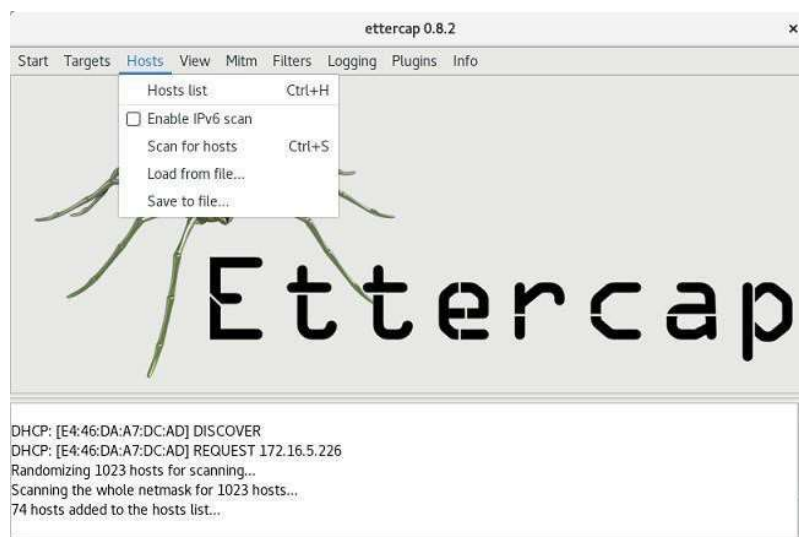 ettercap 0.8.2 ×
Start Targets Hosts View Mitm Filters Logging Plugins Info
Hosts list Ctrl+H
Enable IPv6 scan
Scan for hosts Ctrl+S
Load from file...
Save to file...
Ettercap
DHCP: [E4:46:DA:A7:DC:AD] DISCOVER
DHCP: [E4:46:DA:A7:DC:AD] REQUEST 172.16.5.226
Randomizing 1023 hosts for scanning...
Scanning the whole netmask for 1023 hosts...
74 hosts added to the hosts list...